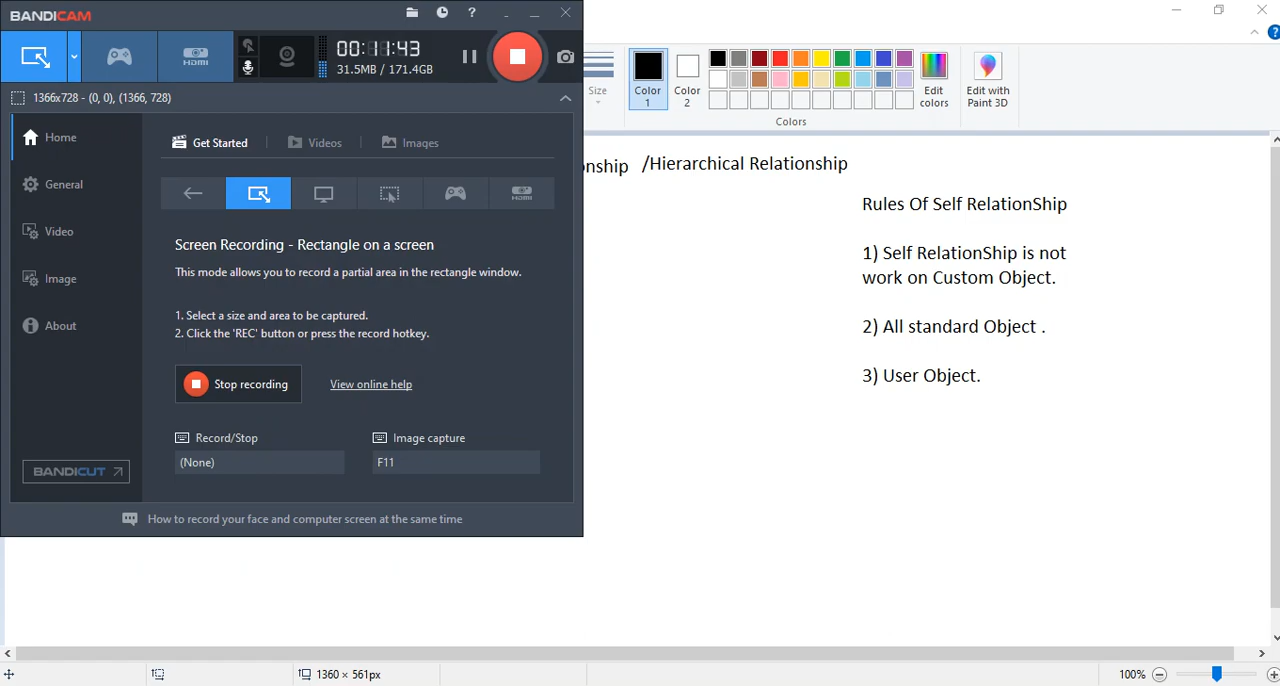 BANDICAM
?
00:11:43
31.5MB / 171.4GB
HDMI
1366x728 - (0, 0), (1366, 728)
Home
General
Video
Image
About
BANDICUT
Get Started
Videos
Images
HDMI
Screen Recording - Rectangle on a screen
This mode allows you to record a partial area in the rectangle window.
1. Select a size and area to be captured.
2. Click the 'REC' button or press the record hotkey.
Stop recording
View online help
Record/Stop
Image capture
(None)
F11
How to record your face and computer screen at the same time
?
Size
Color
1
Color
2
Edit
colors
Edit with
Paint 3D
Colors
nship /Hierarchical Relationship
Rules Of Self RelationShip
1) Self RelationShip is not
work on Custom Object.
2) All standard Object .
3) User Object.
1360 × 561px
100%